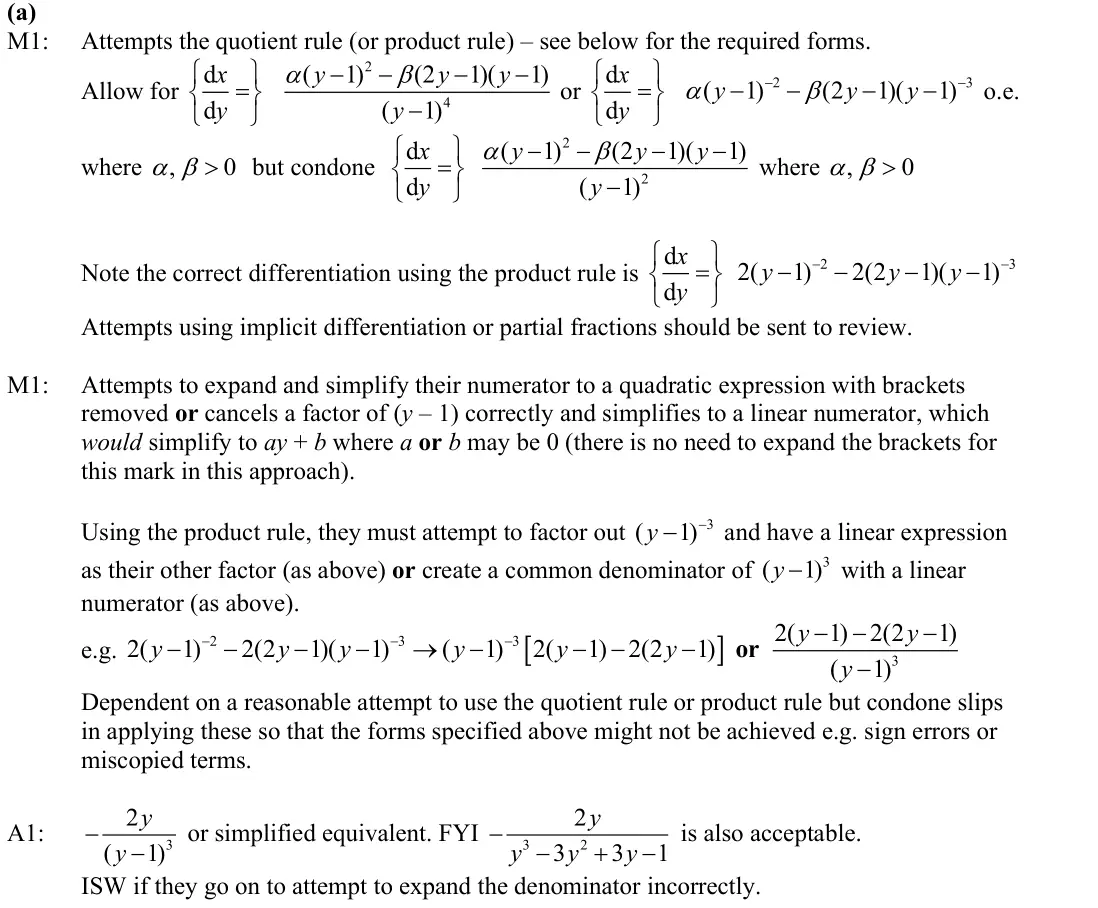 (a)
M1: Attempts the quotient rule (or product rule) – see below for the required forms.
Allow for {dx/dy =} (α(y−1)² − β(2y−1)(y−1))/(y−1)⁴ or {dx/dy =} α(y−1)⁻² − β(2y−1)(y−1)⁻³ o.e.
where α, β > 0 but condone {dx/dy =} (α(y−1)² − β(2y−1)(y−1))/(y−1)² where α, β > 0
Note the correct differentiation using the product rule is {dx/dy =} 2(y−1)⁻² − 2(2y−1)(y−1)⁻³
Attempts using implicit differentiation or partial fractions should be sent to review.
M1: Attempts to expand and simplify their numerator to a quadratic expression with brackets
removed or cancels a factor of (y – 1) correctly and simplifies to a linear numerator, which
would simplify to ay + b where a or b may be 0 (there is no need to expand the brackets for
this mark in this approach).
Using the product rule, they must attempt to factor out (y−1)⁻³ and have a linear expression
as their other factor (as above) or create a common denominator of (y−1)³ with a linear
numerator (as above).
e.g. 2(y−1)⁻² − 2(2y−1)(y−1)⁻³ → (y−1)⁻³[2(y−1) − 2(2y−1)] or (2(y−1) − 2(2y−1))/(y−1)³
Dependent on a reasonable attempt to use the quotient rule or product rule but condone slips
in applying these so that the forms specified above might not be achieved e.g. sign errors or
miscopied terms.
A1: −2y/(y−1)³ or simplified equivalent. FYI −2y/(y³ − 3y² + 3y − 1) is also acceptable.
ISW if they go on to attempt to expand the denominator incorrectly.